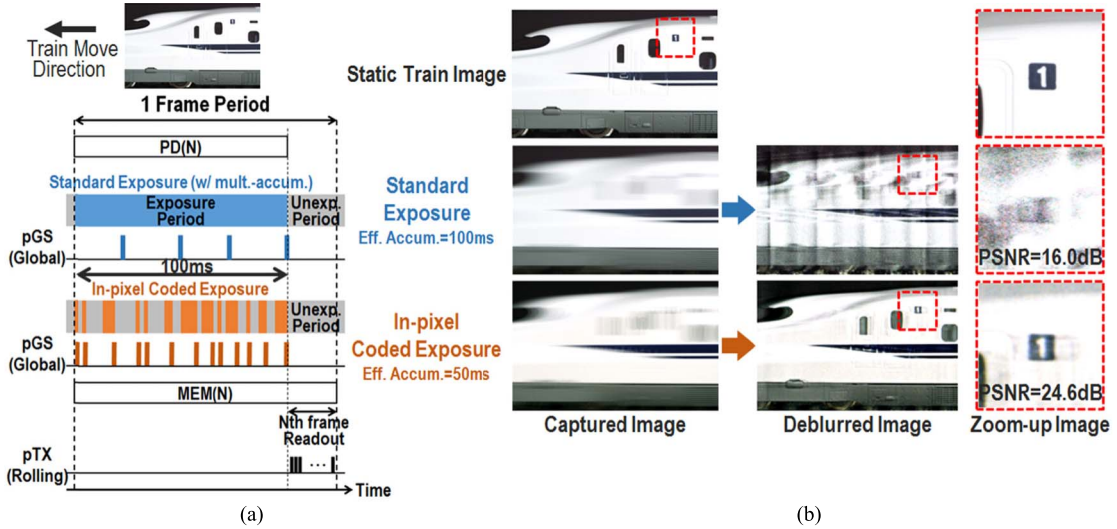 Train Move
Direction
1 Frame Period
PD(N)
Standard Exposure (w/ mult.-accum.)
Exposure
Period
Unexp.
Period
pGS
(Global)
100ms
In-pixel Coded Exposure
Unexp.
Period
pGS
(Global)
MEM(N)
Nth frame
Readout
pTX
(Rolling)
...
Time
(a)
Static Train Image
1
Standard
Exposure
Eff. Accum.=100ms
PSNR=16.0dB
In-pixel
Coded Exposure
Eff. Accum.=50ms
1
PSNR=24.6dB
Captured Image
Deblurred Image
Zoom-up Image
(b)